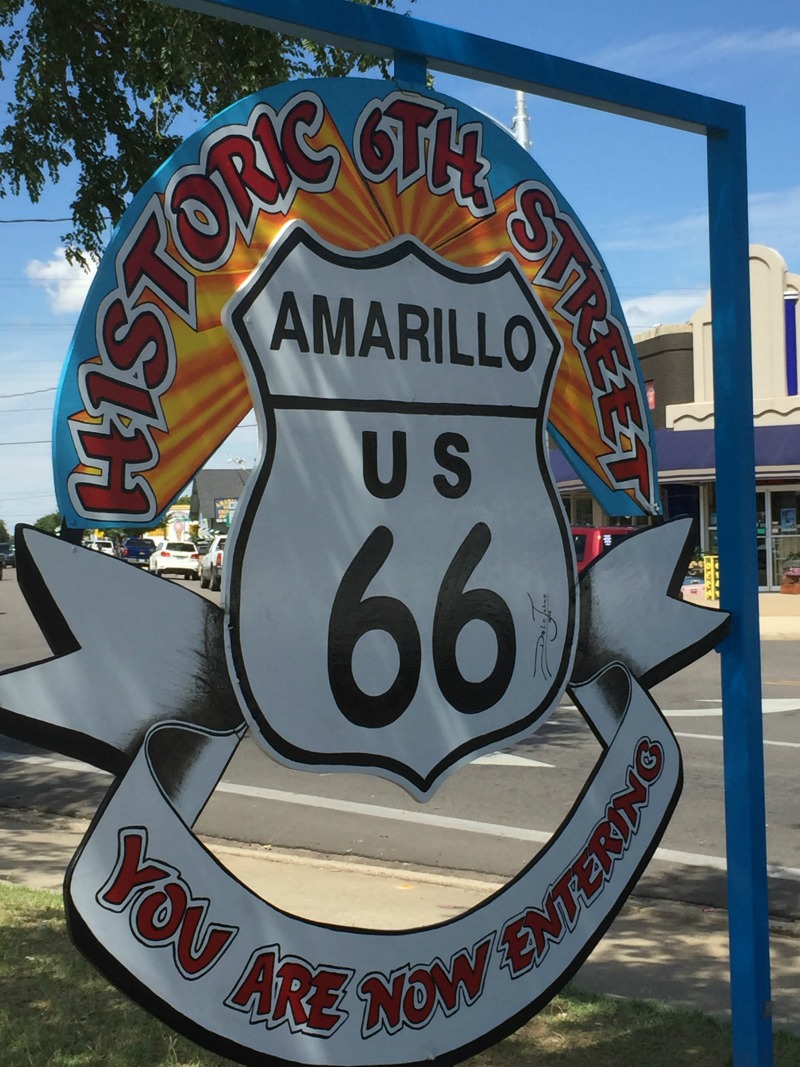 HISTORIC 6TH. STREET
AMARILLO
US
66
YOU ARE NOW ENTERING